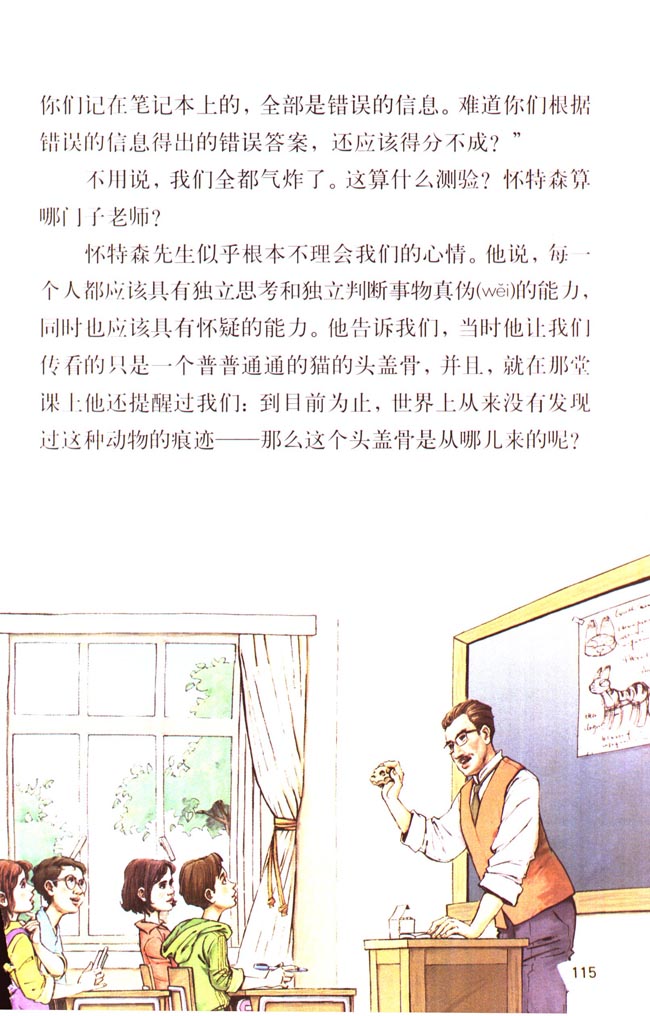 你们记在笔记本上的，全部是错误的信息。难道你们根据
错误的信息得出的错误答案，还应该得分不成？”
不用说，我们全都气炸了。这算什么测验？怀特森算
哪门子老师？
怀特森先生似乎根本不理会我们的心情。他说，每一
个人都应该具有独立思考和独立判断事物真伪(wěi)的能力，
同时也应该具有怀疑的能力。他告诉我们，当时他让我们
传看的只是一个普普通通的猫的头盖骨，并且，就在那堂
课上他还提醒过我们：到目前为止，世界上从来没有发现
过这种动物的痕迹——那么这个头盖骨是从哪儿来的呢？
115